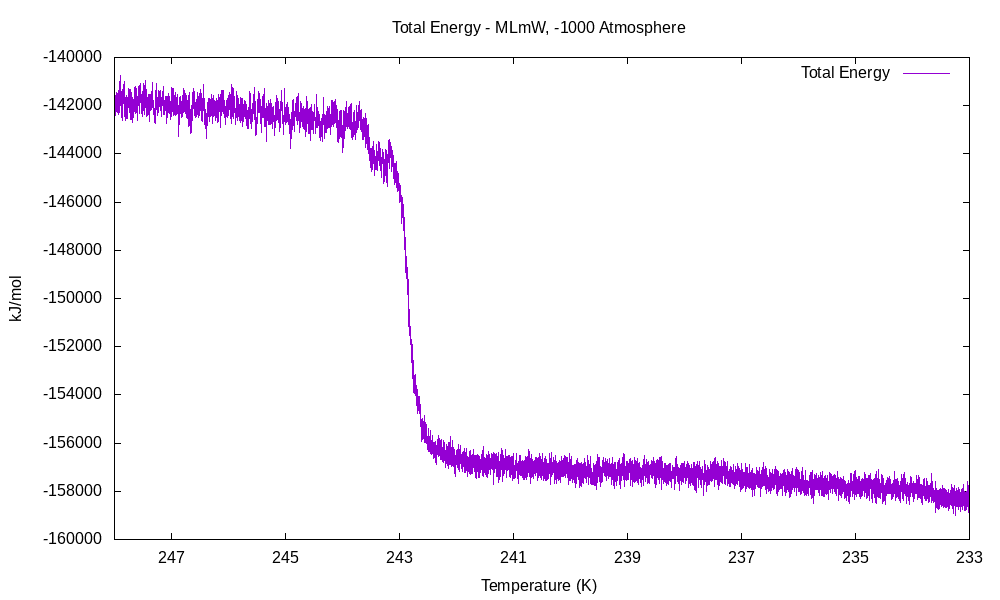 Total Energy - MLmW, -1000 Atmosphere
Total Energy
-140000
-142000
-144000
-146000
-148000
-150000
-152000
-154000
-156000
-158000
-160000
kJ/mol
247 245 243 241 239 237 235 233
Temperature (K)